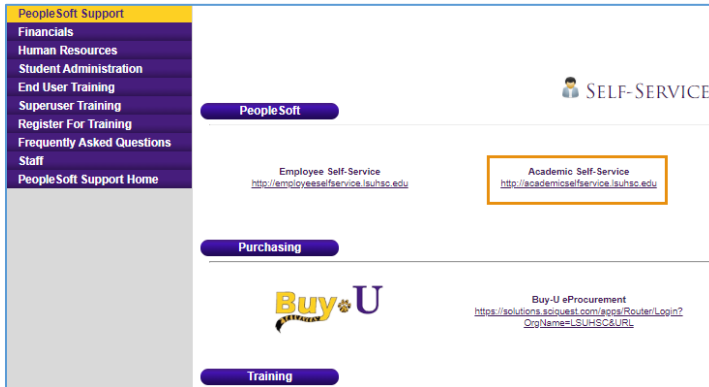 PeopleSoft Support
Financials
Human Resources
Student Administration
End User Training
Superuser Training
Register For Training
Frequently Asked Questions
Staff
PeopleSoft Support Home
SELF-SERVICE
PeopleSoft
Employee Self-Service
http://employeeselfservice.lsuhsc.edu
Academic Self-Service
http://academicselfservice.lsuhsc.edu
Purchasing
Buy U
Buy-U eProcurement
https://solutions.sciquest.com/apps/Router/Login?
OrgName=LSUHSC&URL
Training